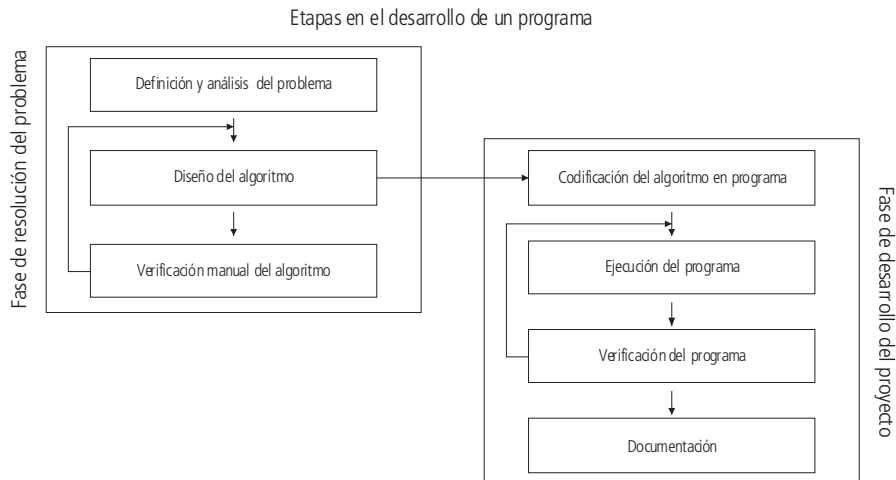 Etapas en el desarrollo de un programa
Fase de resolución del problema
Definición y análisis del problema
Diseño del algoritmo
Verificación manual del algoritmo
Codificación del algoritmo en programa
Ejecución del programa
Verificación del programa
Documentación
Fase de desarrollo del proyecto